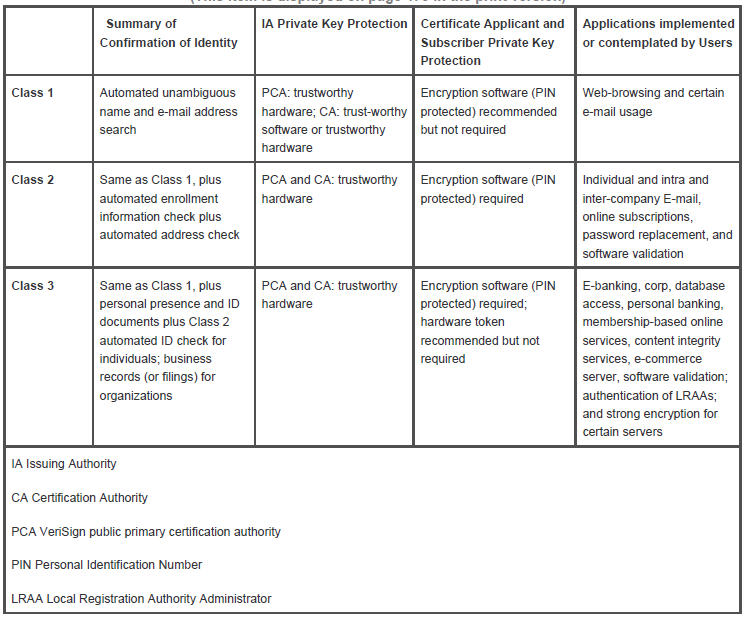 (This item is displayed on page 478 in the print version)
Summary of
Confirmation of Identity
IA Private Key Protection
Certificate Applicant and
Subscriber Private Key
Protection
Applications implemented
or contemplated by Users
Class 1
Automated unambiguous
name and e-mail address
search
PCA: trustworthy
hardware; CA: trust-worthy
software or trustworthy
hardware
Encryption software (PIN
protected) recommended
but not required
Web-browsing and certain
e-mail usage
Class 2
Same as Class 1, plus
automated enrollment
information check plus
automated address check
PCA and CA: trustworthy
hardware
Encryption software (PIN
protected) required
Individual and intra and
inter-company E-mail,
online subscriptions,
password replacement, and
software validation
Class 3
Same as Class 1, plus
personal presence and ID
documents plus Class 2
automated ID check for
individuals; business
records (or filings) for
organizations
PCA and CA: trustworthy
hardware
Encryption software (PIN
protected) required;
hardware token
recommended but not
required
E-banking, corp, database
access, personal banking,
membership-based online
services, content integrity
services, e-commerce
server, software validation;
authentication of LRAAs;
and strong encryption for
certain servers
IA Issuing Authority
CA Certification Authority
PCA VeriSign public primary certification authority
PIN Personal Identification Number
LRAA Local Registration Authority Administrator